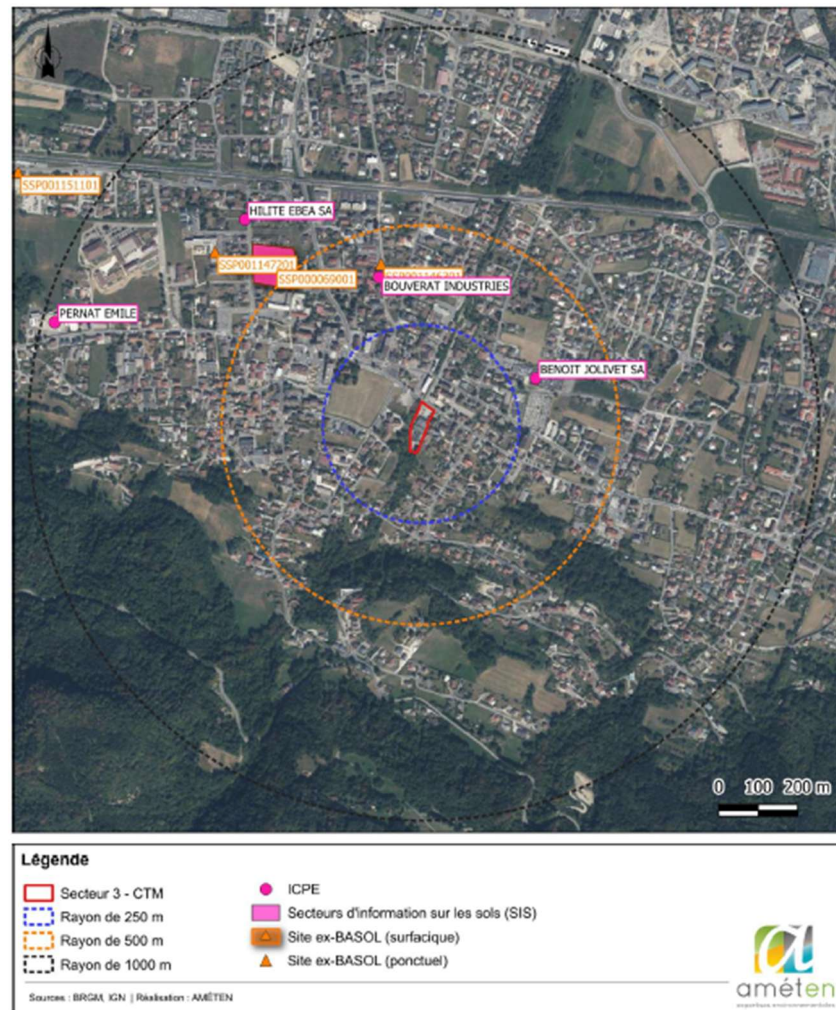 N
SSP001151101
HILITE EBEA SA
SSP001147201
SSP000069001
BOUVERAT INDUSTRIES
PERNAT EMILE
BENOIT JOLIVET SA
0 100 200 m
Légende
Secteur 3 - CTM
Rayon de 250 m
Rayon de 500 m
Rayon de 1000 m
ICPE
Secteurs d'information sur les sols (SIS)
Site ex-BASOL (surfacique)
Site ex-BASOL (ponctuel)
Sources : BRGM, IGN | Réalisation : AMÉTEN
améten